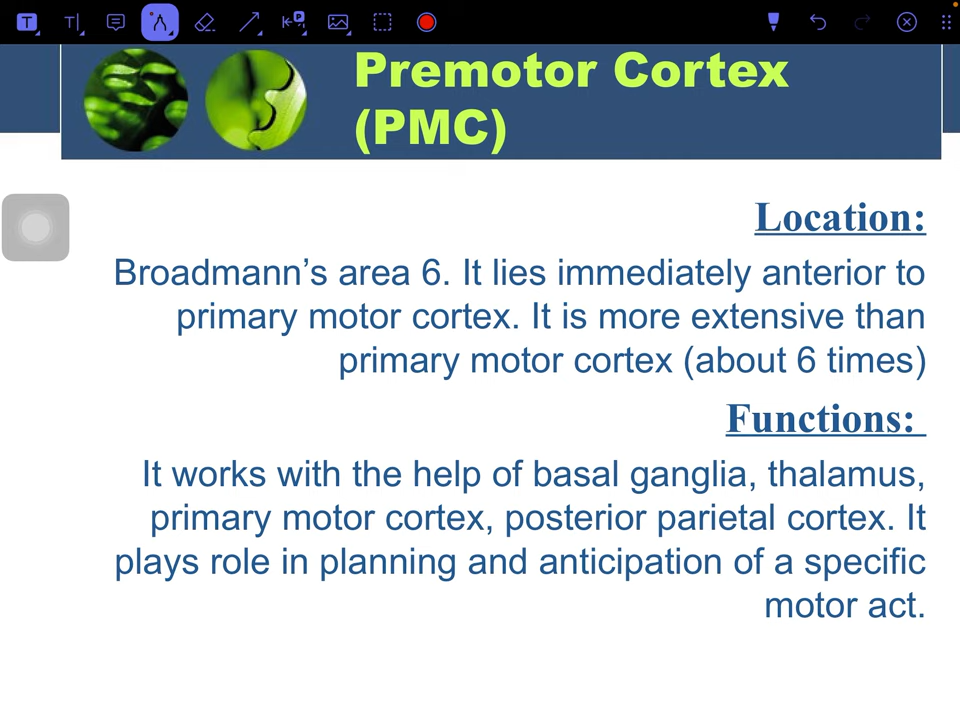 Premotor Cortex
(PMC)
Location:
Broadmann’s area 6. It lies immediately anterior to
primary motor cortex. It is more extensive than
primary motor cortex (about 6 times)
Functions:
It works with the help of basal ganglia, thalamus,
primary motor cortex, posterior parietal cortex. It
plays role in planning and anticipation of a specific
motor act.